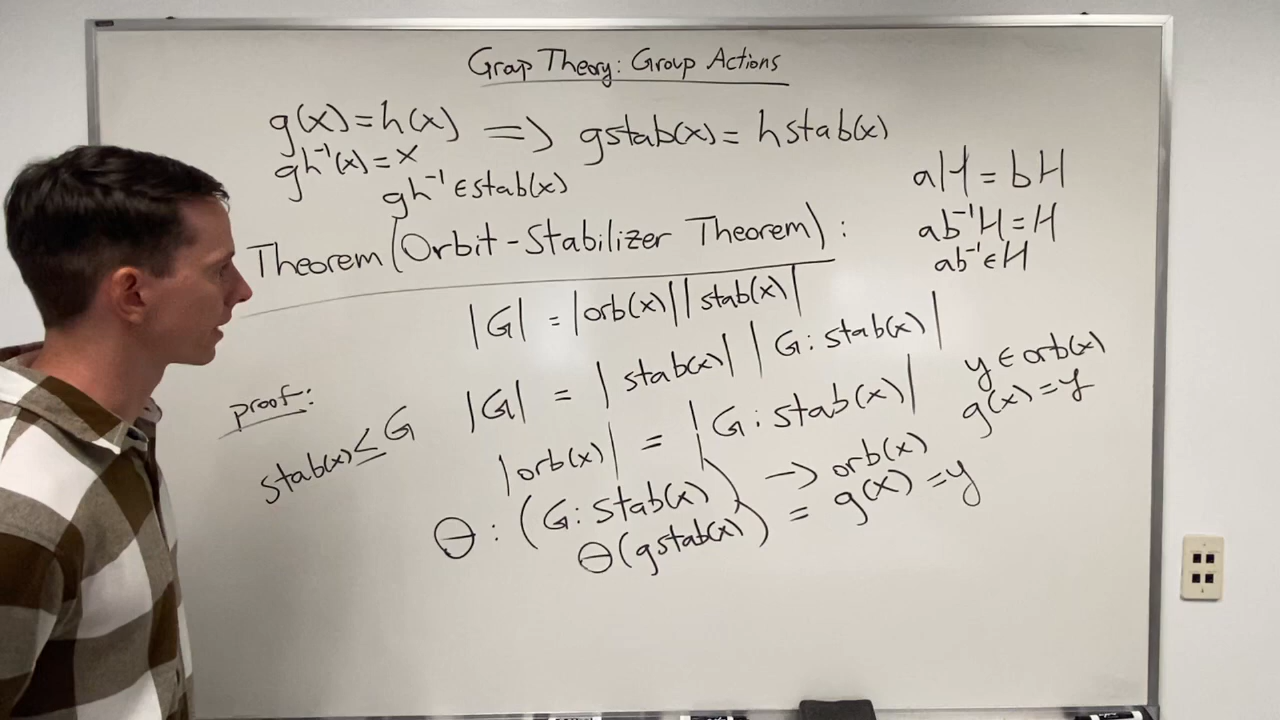 Grap Theory: Group Actions
g(x)=h(x) => gstab(x)= hstab(x)
gh⁻¹(x)=x
gh⁻¹ ∈ stab(x)
aH = bH
ab⁻¹H = H
ab⁻¹ ∈ H
Theorem (Orbit-Stabilizer Theorem):
|G| = |orb(x)||stab(x)|
proof:
stab(x) ≤ G
|G| = |stab(x)| |G:stab(x)|
|orb(x)| = |G:stab(x)|
y ∈ orb(x)
g(x)=y
Θ: (G:stab(x)) → orb(x)
Θ(gstab(x)) = g(x) =y